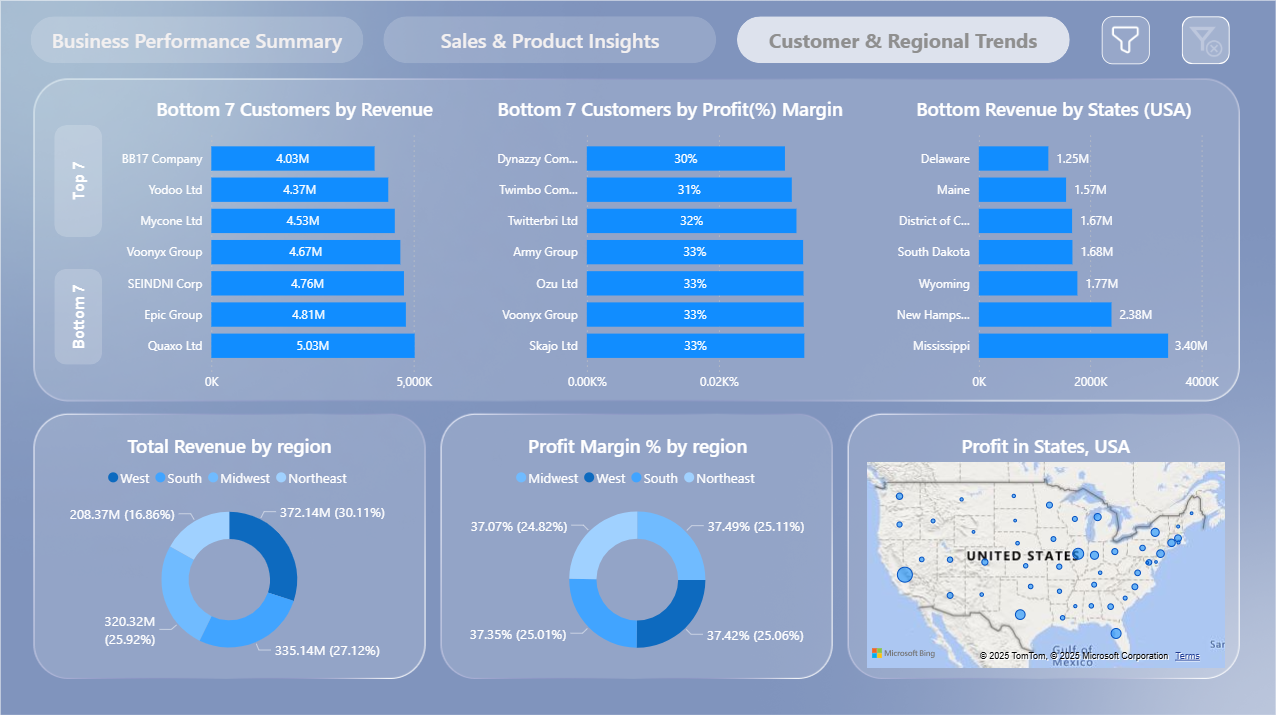 Business Performance Summary
Sales & Product Insights
Customer & Regional Trends
Top 7
Bottom 7
Bottom 7 Customers by Revenue
BB17 Company 4.03M
Yodoo Ltd 4.37M
Mycone Ltd 4.53M
Voonyx Group 4.67M
SEINDNI Corp 4.76M
Epic Group 4.81M
Quaxo Ltd 5.03M
0K 5,000K
Bottom 7 Customers by Profit(%) Margin
Dynazzy Com... 30%
Twimbo Com... 31%
Twitterbri Ltd 32%
Army Group 33%
Ozu Ltd 33%
Voonyx Group 33%
Skajo Ltd 33%
0.00K% 0.02K%
Bottom Revenue by States (USA)
Delaware 1.25M
Maine 1.57M
District of C... 1.67M
South Dakota 1.68M
Wyoming 1.77M
New Hamps... 2.38M
Mississippi 3.40M
0K 2000K 4000K
Total Revenue by region
West South Midwest Northeast
208.37M (16.86%)
372.14M (30.11%)
320.32M
(25.92%)
335.14M (27.12%)
Profit Margin % by region
Midwest West South Northeast
37.07% (24.82%)
37.49% (25.11%)
37.35% (25.01%)
37.42% (25.06%)
Profit in States, USA
UNITED STATES
Gulf of
Mexico
Sar
Microsoft Bing
© 2025 TomTom, © 2025 Microsoft Corporation Terms